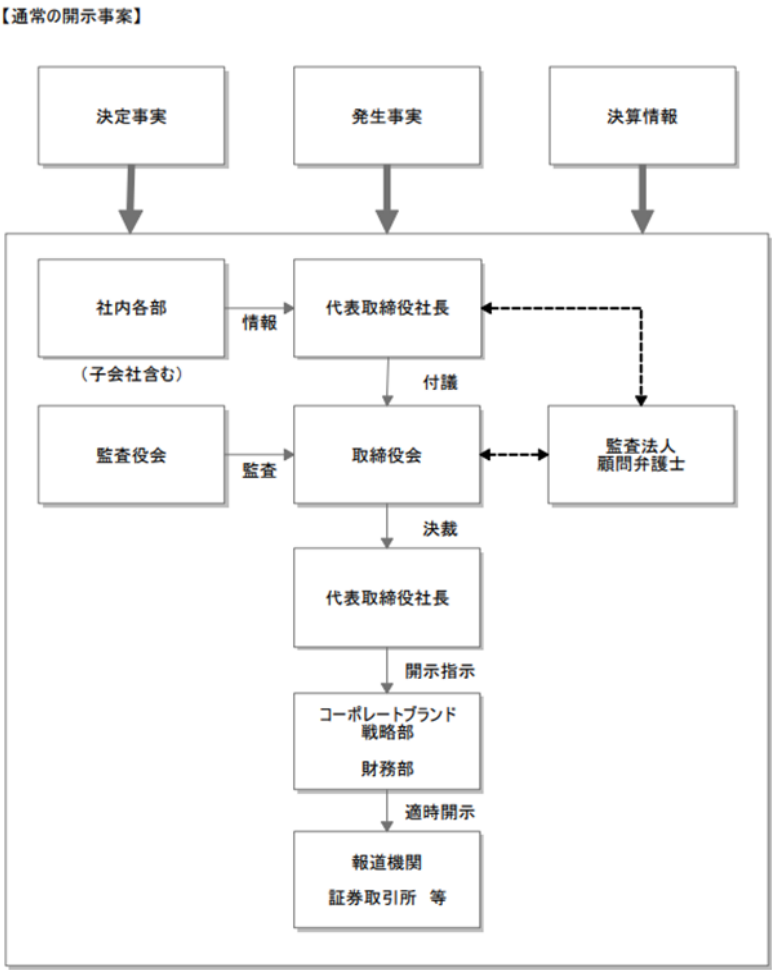 【通常の開示事案】
決定事実
発生事実
決算情報
社内各部
情報
代表取締役社長
(子会社含む)
付議
監査役会
監査
取締役会
監査法人
顧問弁護士
決裁
代表取締役社長
開示指示
コーポレートブランド
戦略部
財務部
適時開示
報道機関
証券取引所 等